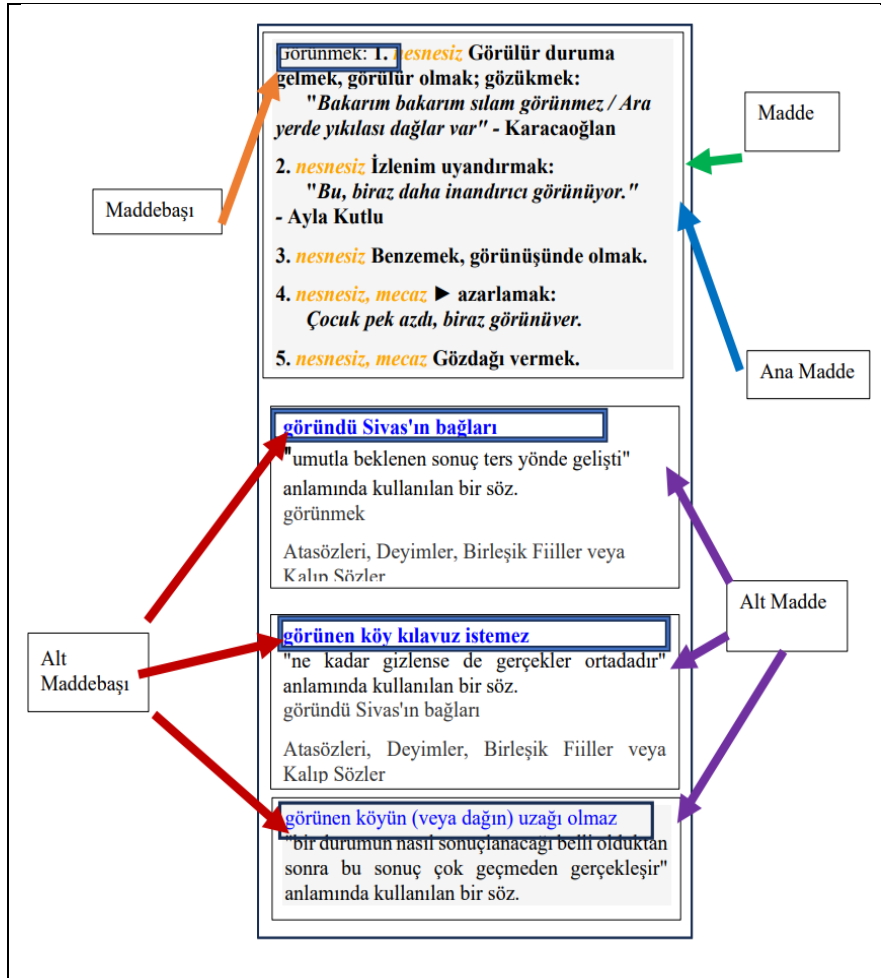 Görünmek: 1. nesnesiz Görülür duruma
gelmek, görülür olmak; gözükmek:
"Bakarım bakarım sılam görünmez / Ara
yerde yıkılası dağlar var" - Karacaoğlan
2. nesnesiz İzlenim uyandırmak:
"Bu, biraz daha inandırıcı görünüyor."
- Ayla Kutlu
3. nesnesiz Benzemek, görünüşünde olmak.
4. nesnesiz, mecaz ► azarlamak:
Çocuk pek azdı, biraz görünüver.
5. nesnesiz, mecaz Gözdağı vermek.
Maddebaşı
Madde
Ana Madde
göründü Sivas'ın bağları
"umutla beklenen sonuç ters yönde gelişti"
anlamında kullanılan bir söz.
görünmek
Atasözleri, Deyimler, Birleşik Fiiller veya
Kalıp Sözler
görünen köy kılavuz istemez
"ne kadar gizlense de gerçekler ortadadır"
anlamında kullanılan bir söz.
göründü Sivas'ın bağları
Atasözleri, Deyimler, Birleşik Fiiller veya
Kalıp Sözler
görünen köyün (veya dağın) uzağı olmaz
"bir durumun nasıl sonuçlanacağı belli olduktan
sonra bu sonuç çok geçmeden gerçekleşir"
anlamında kullanılan bir söz.
Alt
Maddebaşı
Alt Madde